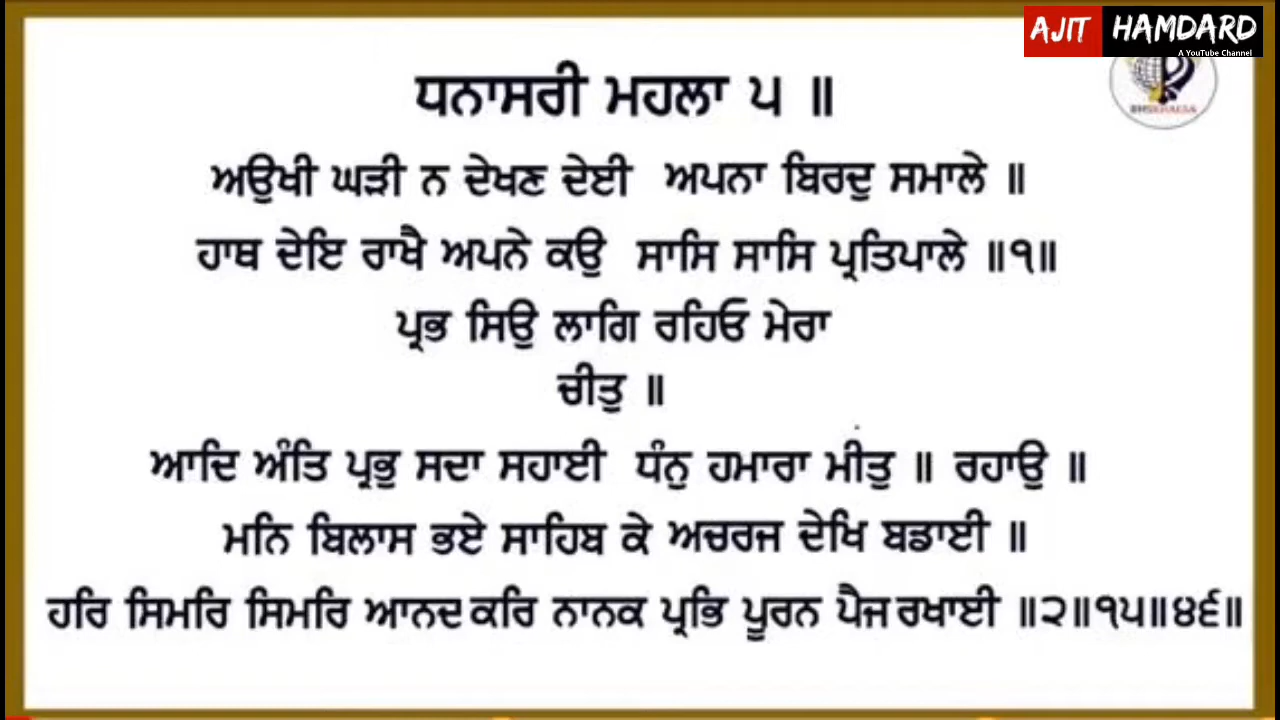 AJIT HAMDARD
A YouTube Channel
ਧਨਾਸਰੀ ਮਹਲਾ ੫ ॥
ਅਉਖੀ ਘੜੀ ਨ ਦੇਖਣ ਦੇਈ ਅਪਨਾ ਬਿਰਦੁ ਸਮਾਲੇ ॥
ਹਾਥ ਦੇਇ ਰਾਖੈ ਅਪਨੇ ਕਉ ਸਾਸਿ ਸਾਸਿ ਪ੍ਰਤਿਪਾਲੇ ॥੧॥
ਪ੍ਰਭ ਸਿਉ ਲਾਗਿ ਰਹਿਓ ਮੇਰਾ
ਚੀਤੁ ॥
ਆਦਿ ਅੰਤਿ ਪ੍ਰਭੁ ਸਦਾ ਸਹਾਈ ਧੰਨੁ ਹਮਾਰਾ ਮੀਤੁ ॥ ਰਹਾਉ ॥
ਮਨਿ ਬਿਲਾਸ ਭਏ ਸਾਹਿਬ ਕੇ ਅਚਰਜ ਦੇਖਿ ਬਡਾਈ ॥
ਹਰਿ ਸਿਮਰਿ ਸਿਮਰਿ ਆਨਦ ਕਰਿ ਨਾਨਕ ਪ੍ਰਭਿ ਪੂਰਨ ਪੈਜ ਰਖਾਈ ॥੨॥੧੫॥੪੬॥